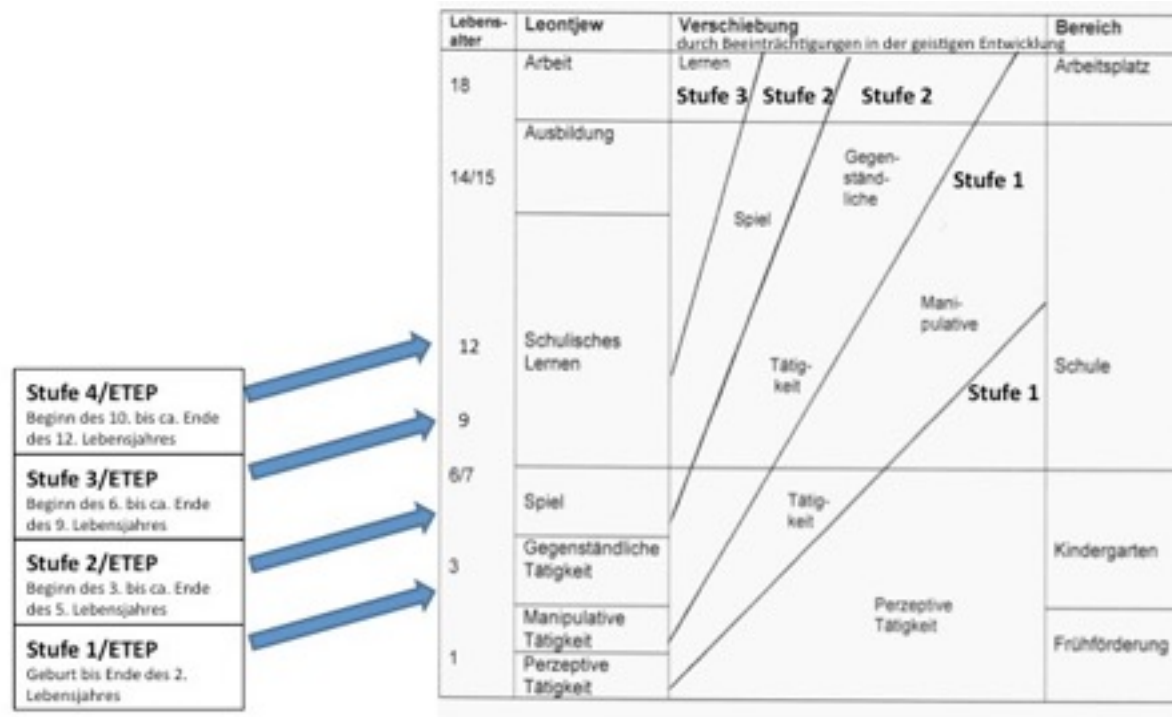 Lebens-
alter
Leontjew
Verschiebung
durch Beeinträchtigungen in der geistigen Entwicklung
Bereich
18
Arbeit
Lernen
Stufe 3
Stufe 2
Stufe 2
Arbeitsplatz
14/15
Ausbildung
Spiel
Gegen-
ständ-
liche
Stufe 1
12
Schulisches
Lernen
Tätig-
keit
Mani-
pulative
Schule
9
Stufe 1
6/7
Spiel
Tätig-
keit
3
Gegenständliche
Tätigkeit
Kindergarten
Manipulative
Tätigkeit
Perzeptive
Tätigkeit
Frühförderung
1
Perzeptive
Tätigkeit
Stufe 4/ETEP
Beginn des 10. bis ca. Ende
des 12. Lebensjahres
Stufe 3/ETEP
Beginn des 6. bis ca. Ende
des 9. Lebensjahres
Stufe 2/ETEP
Beginn des 3. bis ca. Ende
des 5. Lebensjahres
Stufe 1/ETEP
Geburt bis Ende des 2.
Lebensjahres